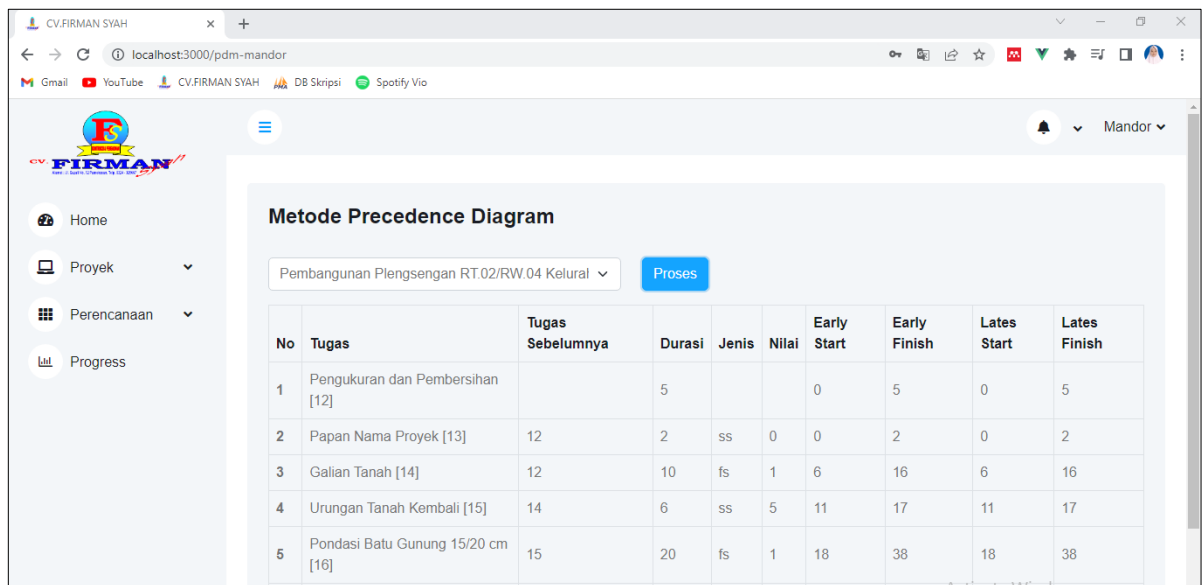 CV.FIRMAN SYAH
localhost:3000/pdm-mandor
Gmail YouTube CV.FIRMAN SYAH DB Skripsi Spotify Vio
FS
CV. FIRMAN
Mandor
Home
Proyek
Perencanaan
Progress
Metode Precedence Diagram
Pembangunan Plengsengan RT.02/RW.04 Kelural
Proses
No Tugas Tugas Sebelumnya Durasi Jenis Nilai Early Start Early Finish Lates Start Lates Finish
1 Pengukuran dan Pembersihan [12] 5 0 5 0 5
2 Papan Nama Proyek [13] 12 2 ss 0 0 2 0 2
3 Galian Tanah [14] 12 10 fs 1 6 16 6 16
4 Urungan Tanah Kembali [15] 14 6 ss 5 11 17 11 17
5 Pondasi Batu Gunung 15/20 cm [16] 15 20 fs 1 18 38 18 38